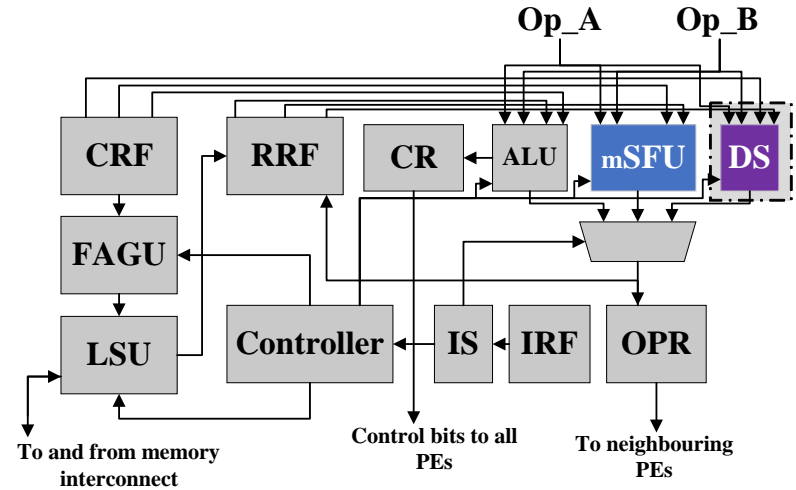 Op_A Op_B
CRF RRF CR ALU mSFU DS
FAGU
LSU Controller IS IRF OPR
To and from memory
interconnect
Control bits to all
PEs
To neighbouring
PEs